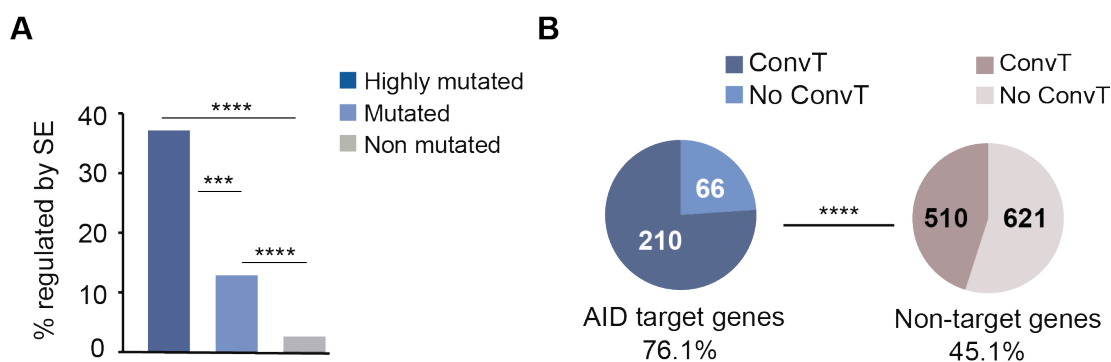 A
Highly mutated
Mutated
Non mutated
% regulated by SE
40
30
20
10
0
****
***
****
B
ConvT
No ConvT
ConvT
No ConvT
66
210
****
510
621
AID target genes
76.1%
Non-target genes
45.1%